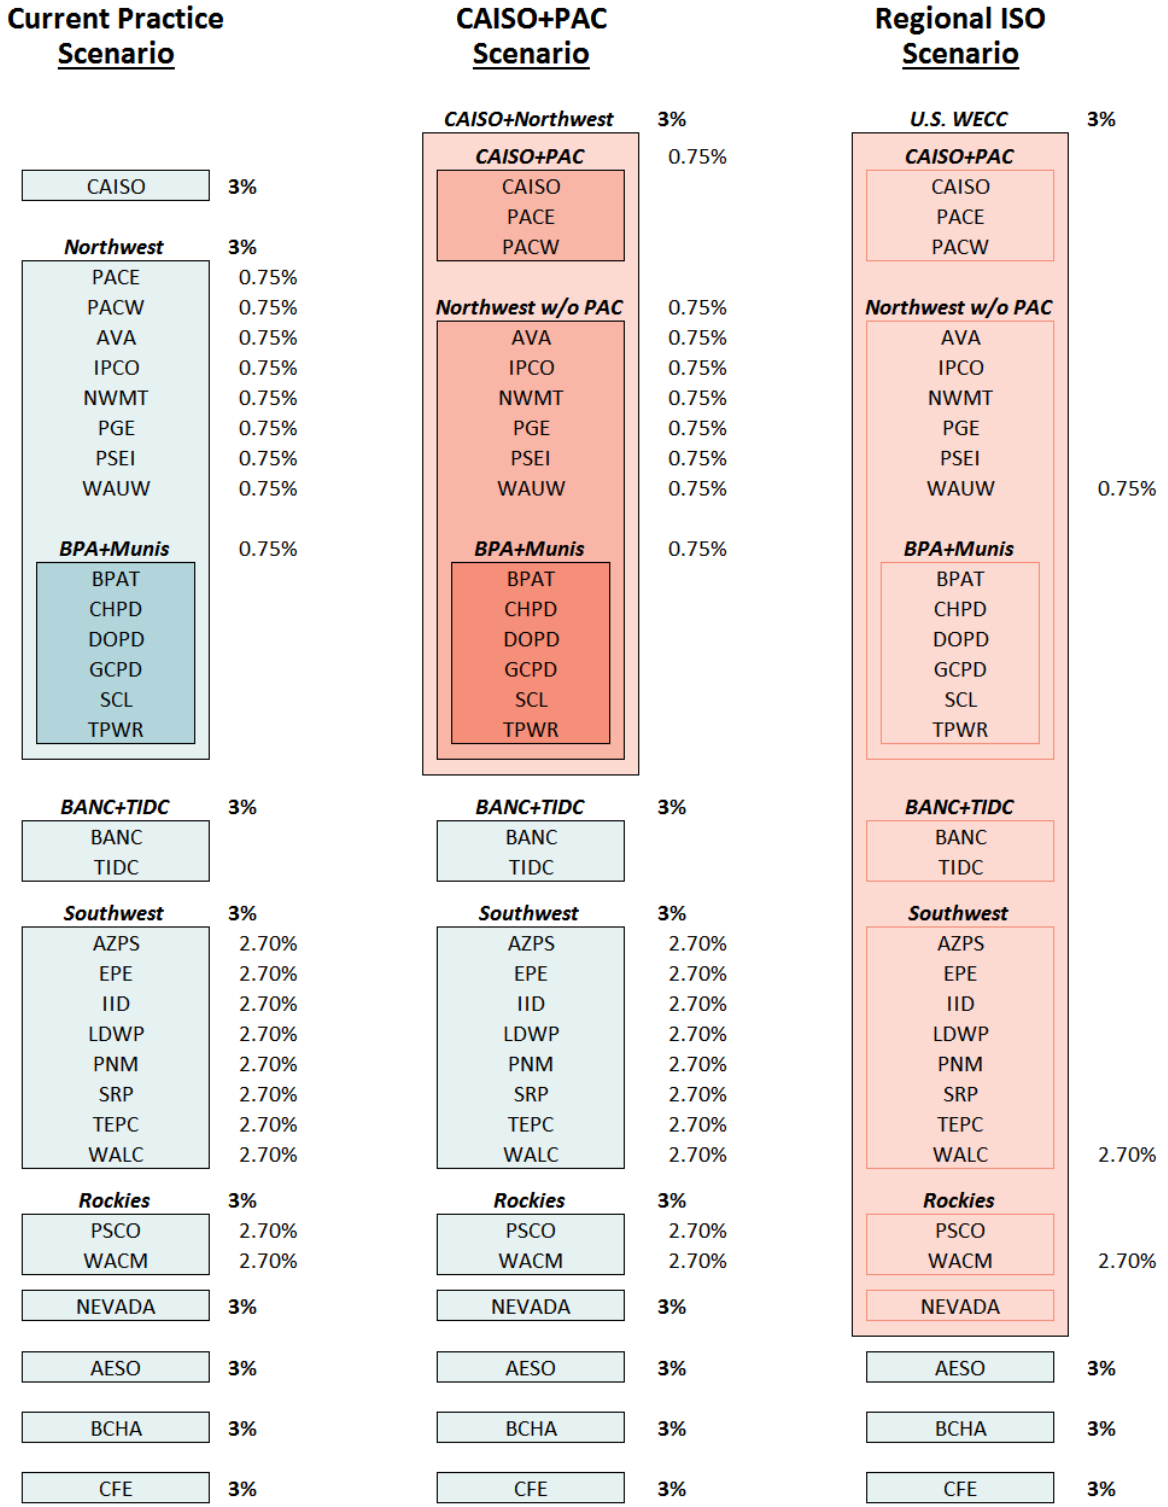 Current Practice Scenario
CAISO 3%
Northwest 3%
PACE 0.75%
PACW 0.75%
AVA 0.75%
IPCO 0.75%
NWMT 0.75%
PGE 0.75%
PSEI 0.75%
WAUW 0.75%
BPA+Munis 0.75%
BPAT
CHPD
DOPD
GCPD
SCL
TPWR
BANC+TIDC 3%
BANC
TIDC
Southwest 3%
AZPS 2.70%
EPE 2.70%
IID 2.70%
LDWP 2.70%
PNM 2.70%
SRP 2.70%
TEPC 2.70%
WALC 2.70%
Rockies 3%
PSCO 2.70%
WACM 2.70%
NEVADA 3%
AESO 3%
BCHA 3%
CFE 3%
CAISO+PAC Scenario
CAISO+Northwest 3%
CAISO+PAC 0.75%
CAISO
PACE
PACW
Northwest w/o PAC 0.75%
AVA 0.75%
IPCO 0.75%
NWMT 0.75%
PGE 0.75%
PSEI 0.75%
WAUW 0.75%
BPA+Munis 0.75%
BPAT
CHPD
DOPD
GCPD
SCL
TPWR
BANC+TIDC 3%
BANC
TIDC
Southwest 3%
AZPS 2.70%
EPE 2.70%
IID 2.70%
LDWP 2.70%
PNM 2.70%
SRP 2.70%
TEPC 2.70%
WALC 2.70%
Rockies 3%
PSCO 2.70%
WACM 2.70%
NEVADA 3%
AESO 3%
BCHA 3%
CFE 3%
Regional ISO Scenario
U.S. WECC 3%
CAISO+PAC
CAISO
PACE
PACW
Northwest w/o PAC
AVA
IPCO
NWMT
PGE
PSEI
WAUW 0.75%
BPA+Munis
BPAT
CHPD
DOPD
GCPD
SCL
TPWR
BANC+TIDC
BANC
TIDC
Southwest
AZPS
EPE
IID
LDWP
PNM
SRP
TEPC
WALC 2.70%
Rockies
PSCO
WACM 2.70%
NEVADA
AESO 3%
BCHA 3%
CFE 3%